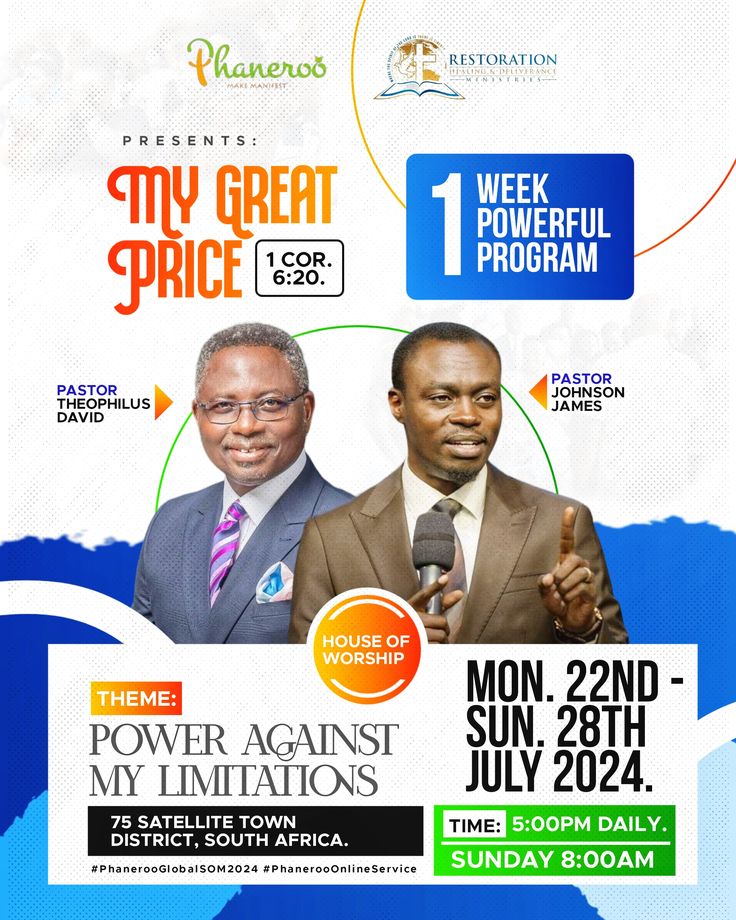 Phaneroo
MAKE MANIFEST
RESTORATION
HEALING & DELIVERANCE
MINISTRIES
PRESENTS:
MY GREAT
PRICE
1 COR.
6:20.
1
WEEK
POWERFUL
PROGRAM
PASTOR
THEOPHILUS
DAVID
PASTOR
JOHNSON
JAMES
HOUSE OF
WORSHIP
THEME:
POWER AGAINST
MY LIMITATIONS
75 SATELLITE TOWN
DISTRICT, SOUTH AFRICA.
#PhanerooGlobalSOM2024 #PhanerooOnlineService
MON. 22ND -
SUN. 28TH
JULY 2024.
TIME: 5:00PM DAILY.
SUNDAY 8:00AM